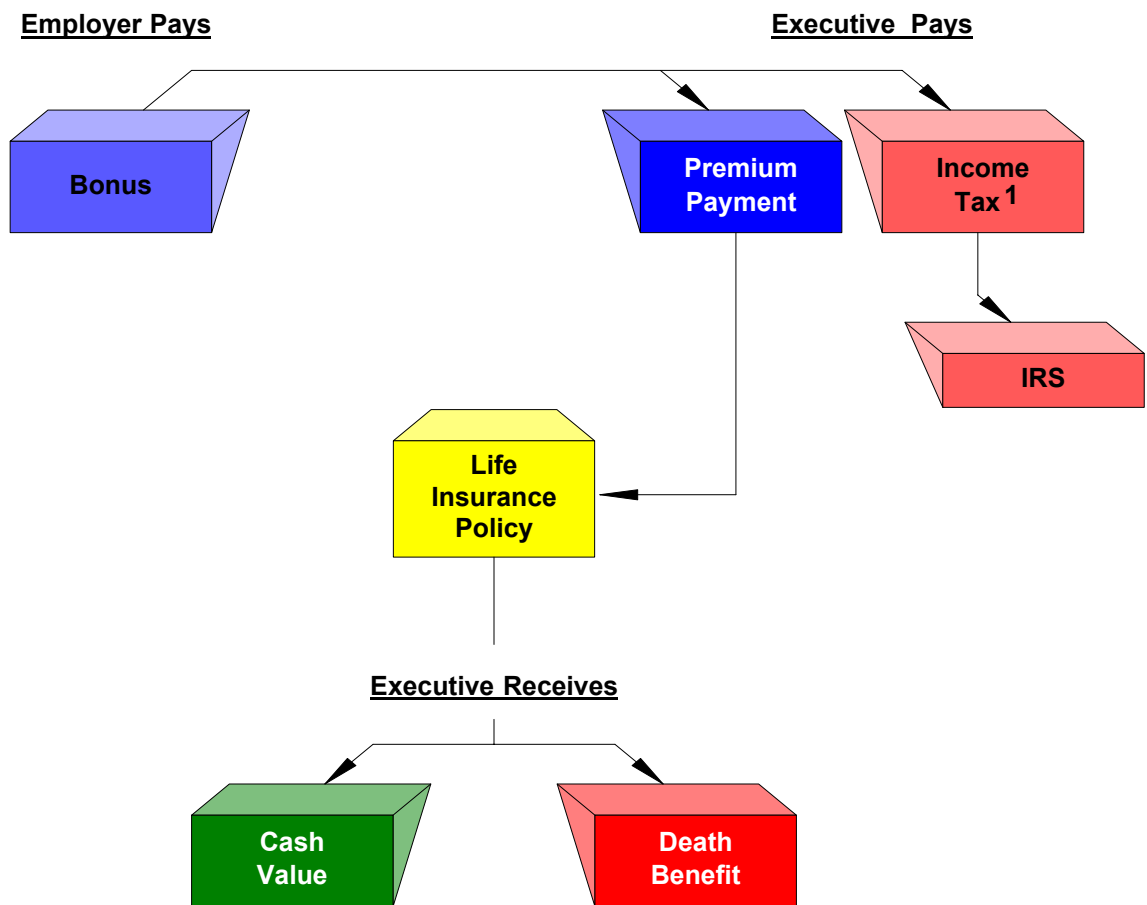 Employer Pays
Executive Pays
Bonus
Premium
Payment
Income
Tax 1
IRS
Life
Insurance
Policy
Executive Receives
Cash
Value
Death
Benefit